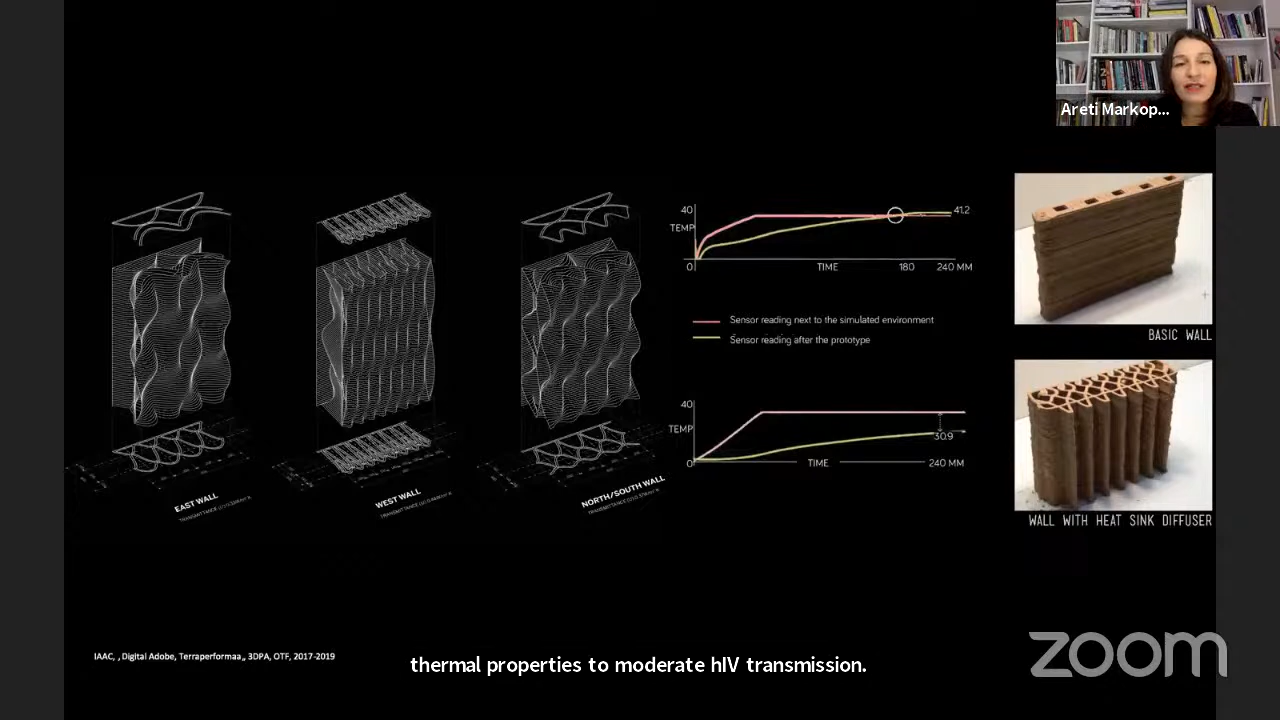 Areti Markop...
40
TEMP
0
TIME
180
240 MM
41.2
Sensor reading next to the simulated environment
Sensor reading after the prototype
40
TEMP
0
TIME
240 MM
30.9
BASIC WALL
WALL WITH HEAT SINK DIFFUSER
EAST WALL
TRANSMITTANCE
WEST WALL
TRANSMITTANCE
NORTH/SOUTH WALL
TRANSMITTANCE
IAAC, , Digital Adobe, Terraperformaa,, 3DPA, OTF, 2017-2019
thermal properties to moderate hIV transmission.
zoom